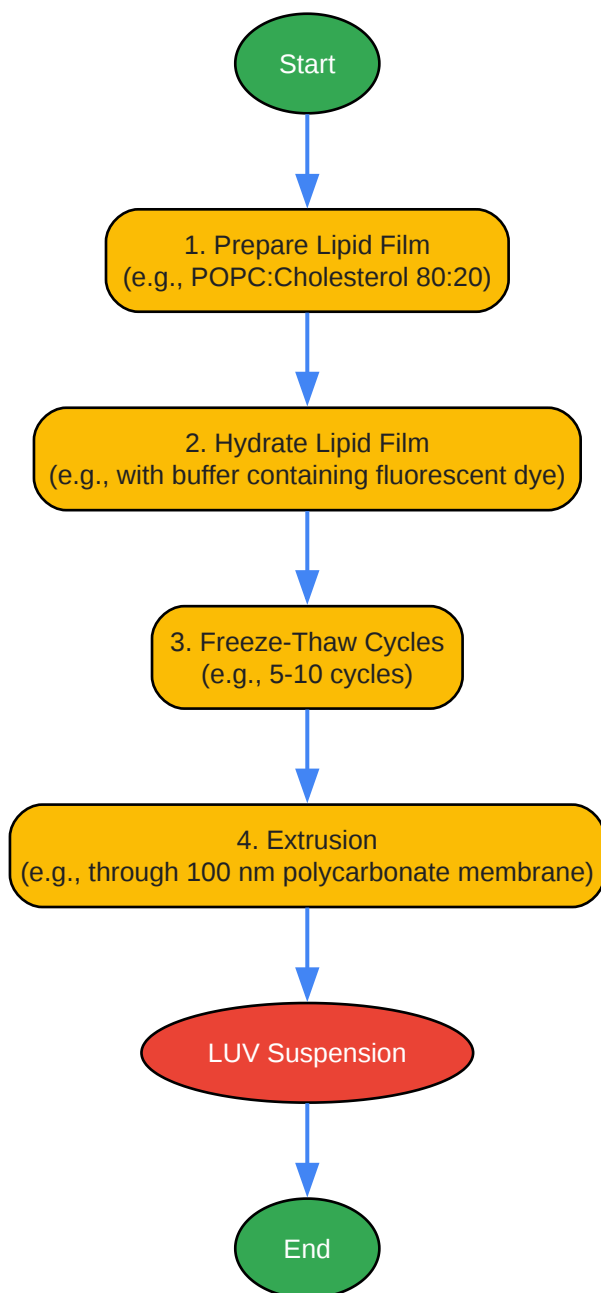 Start
1. Prepare Lipid Film
(e.g., POPC:Cholesterol 80:20)
2. Hydrate Lipid Film
(e.g., with buffer containing fluorescent dye)
3. Freeze-Thaw Cycles
(e.g., 5-10 cycles)
4. Extrusion
(e.g., through 100 nm polycarbonate membrane)
LUV Suspension
End